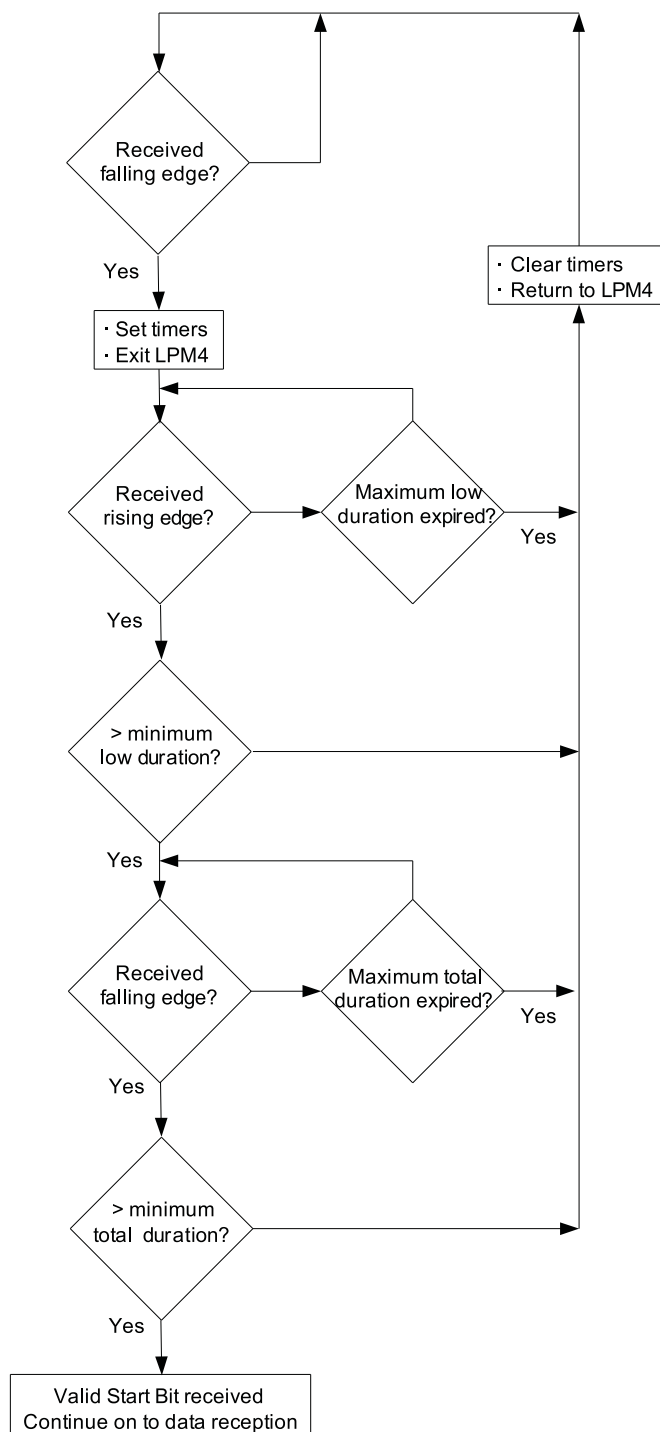 Received
falling edge?
Yes
· Clear timers
· Return to LPM4
· Set timers
· Exit LPM4
Received
rising edge?
Maximum low
duration expired?
Yes
Yes
> minimum
low duration?
Yes
Received
falling edge?
Maximum total
duration expired?
Yes
Yes
> minimum
total duration?
Yes
Valid Start Bit received
Continue on to data reception